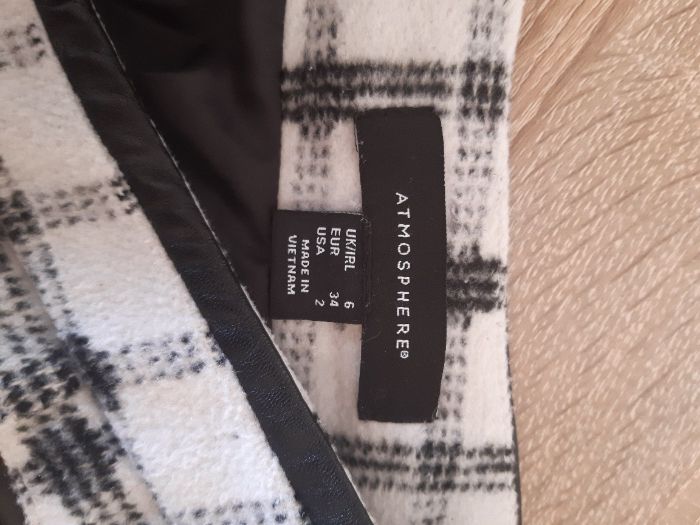 ATMOSPHERE®
UK/IRL 6
EUR 34
USA 2
MADE IN
VIETNAM